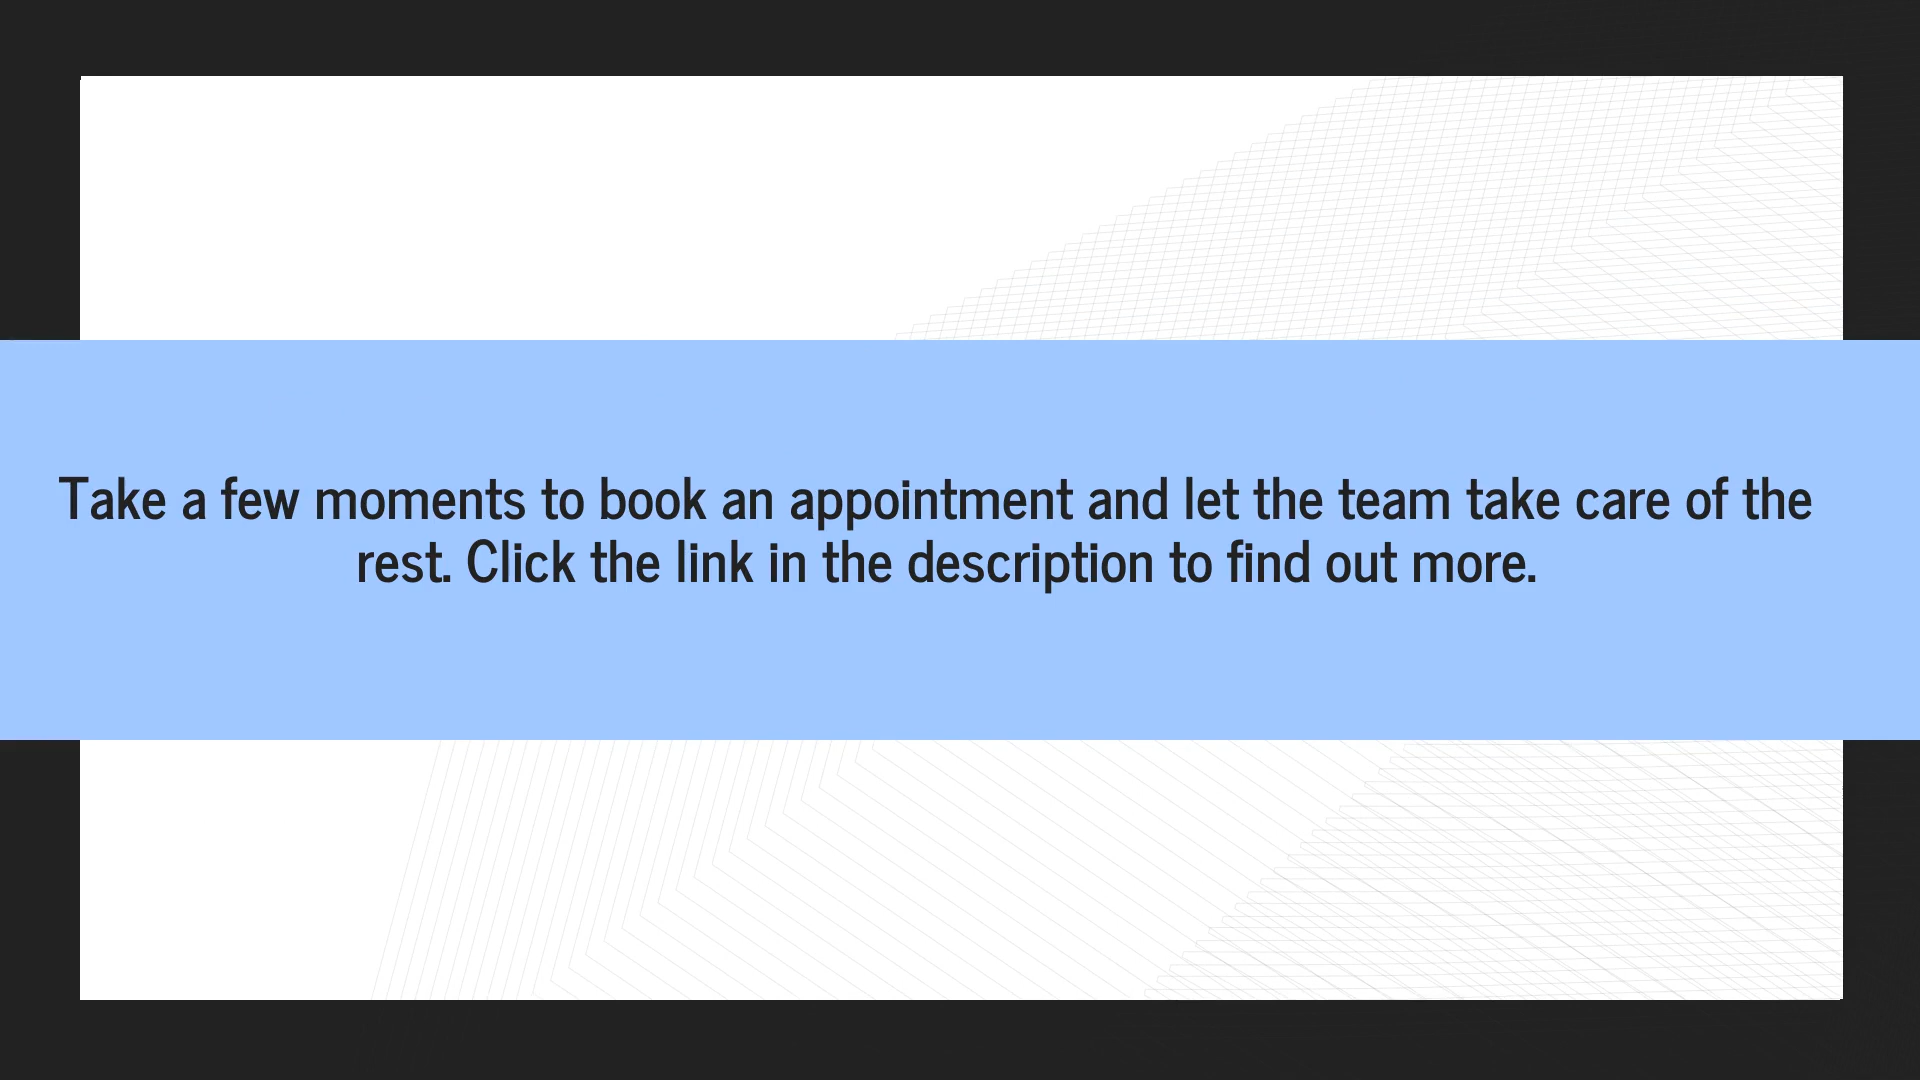 Take a few moments to book an appointment and let the team take care of the
rest. Click the link in the description to find out more.